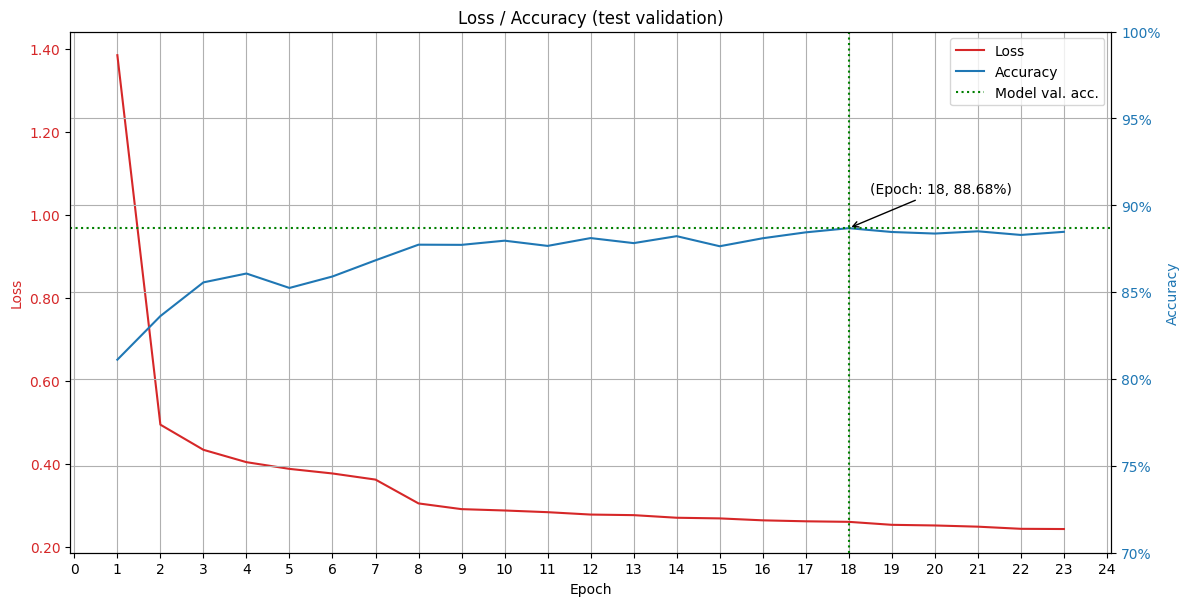 Loss / Accuracy (test validation)
1.40
1.20
1.00
0.80
0.60
0.40
0.20
Loss
100%
95%
90%
85%
80%
75%
70%
Accuracy
Loss
Accuracy
Model val. acc.
(Epoch: 18, 88.68%)
0 1 2 3 4 5 6 7 8 9 10 11 12 13 14 15 16 17 18 19 20 21 22 23 24
Epoch